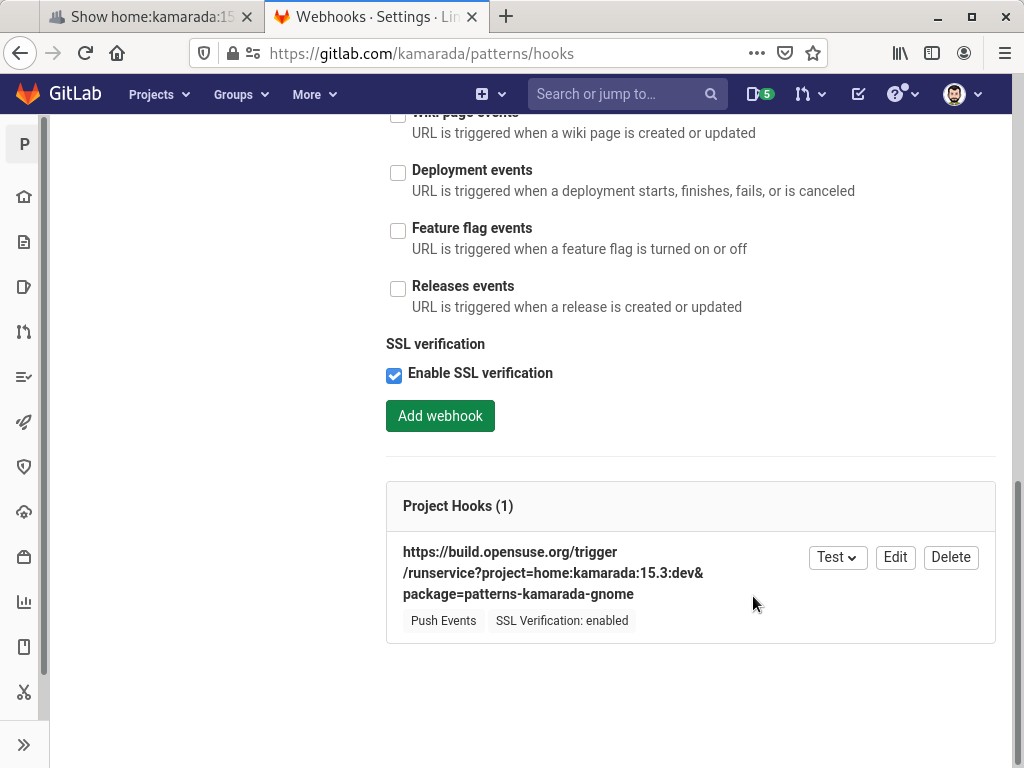 Show home:kamarada:15
Webhooks · Settings · Lin
https://gitlab.com/kamarada/patterns/hooks
GitLab
Projects
Groups
More
Search or jump to...
5
P
Wiki page events
URL is triggered when a wiki page is created or updated
Deployment events
URL is triggered when a deployment starts, finishes, fails, or is canceled
Feature flag events
URL is triggered when a feature flag is turned on or off
Releases events
URL is triggered when a release is created or updated
SSL verification
Enable SSL verification
Add webhook
Project Hooks (1)
https://build.opensuse.org/trigger
/runservice?project=home:kamarada:15.3:dev&
package=patterns-kamarada-gnome
Test
Edit
Delete
Push Events
SSL Verification: enabled